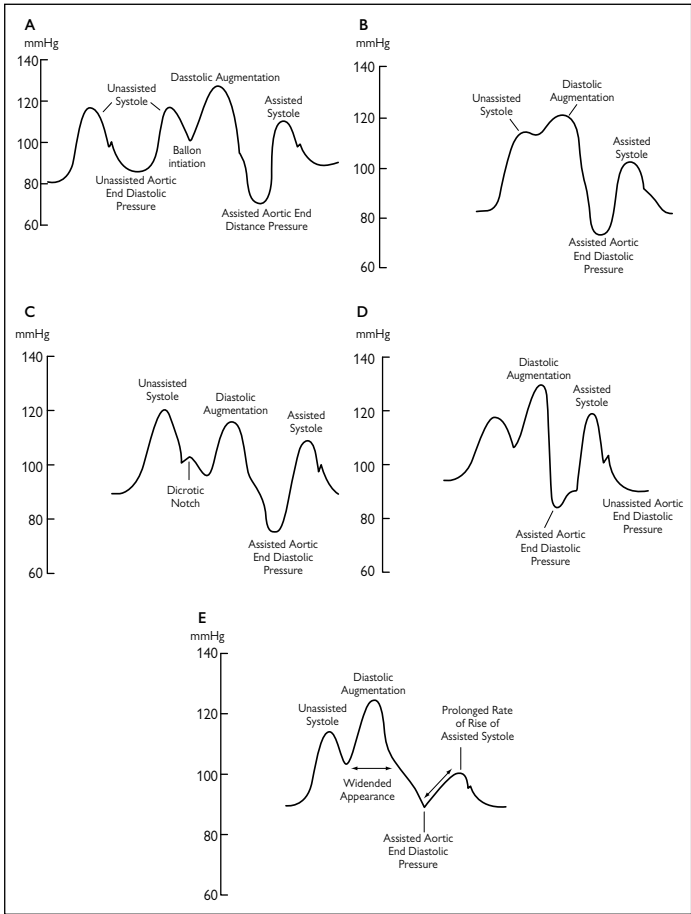 A
mmHg
140
120
100
80
60
Unassisted
Systole
Dastolic Augmentation
Assisted
Systole
Ballon
intiation
Unassisted Aortic
End Diastolic
Pressure
Assisted Aortic End
Distance Pressure
B
mmHg
140
120
100
80
60
Unassisted
Systole
Diastolic
Augmentation
Assisted
Systole
Assisted Aortic
End Diastolic
Pressure
C
mmHg
140
120
100
80
60
Unassisted
Systole
Diastolic
Augmentation
Assisted
Systole
Dicrotic
Notch
Assisted Aortic
End Diastolic
Pressure
D
mmHg
140
120
100
80
60
Diastolic
Augmentation
Assisted
Systole
Unassisted Aortic
End Diastolic
Pressure
Assisted Aortic
End Diastolic
Pressure
E
mmHg
140
120
100
80
60
Unassisted
Systole
Diastolic
Augmentation
Prolonged Rate
of Rise of
Assisted Systole
Widended
Appearance
Assisted Aortic
End Diastolic
Pressure